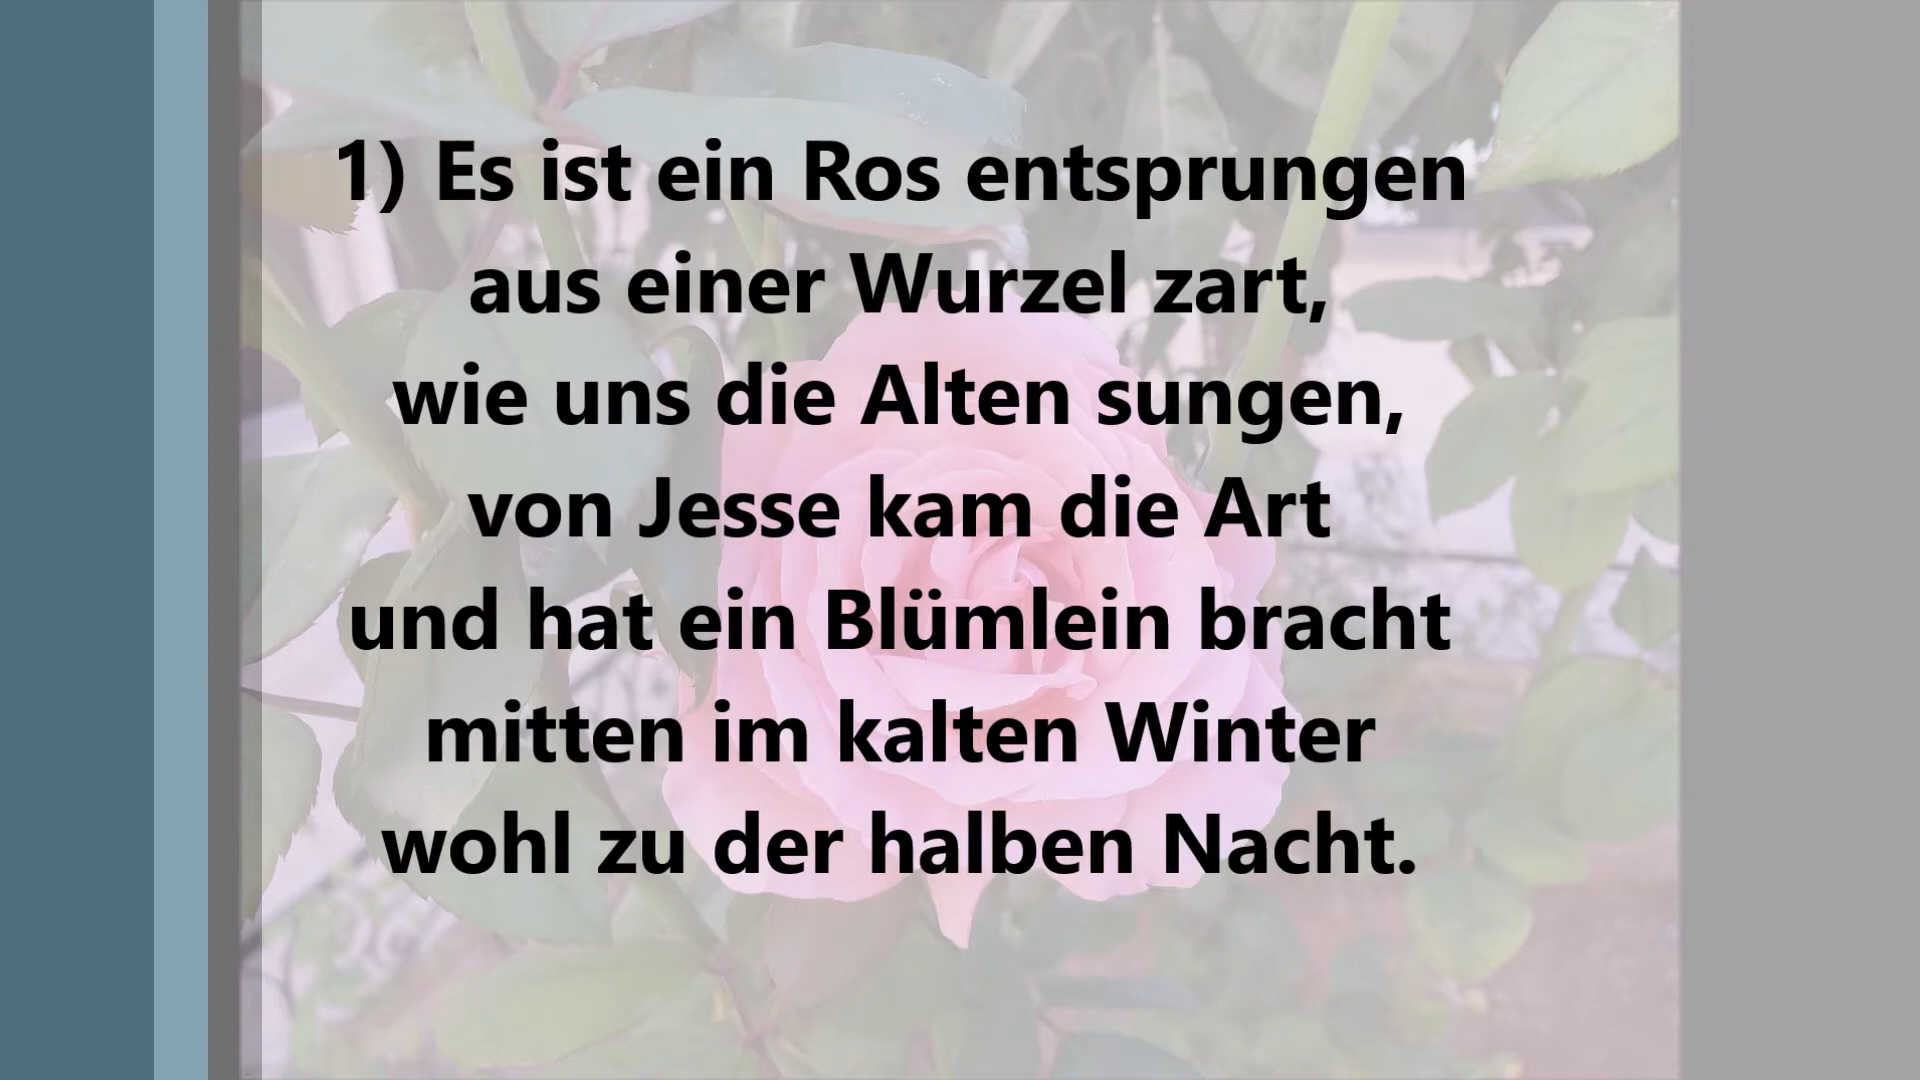 1) Es ist ein Ros entsprungen
aus einer Wurzel zart,
wie uns die Alten sungen,
von Jesse kam die Art
und hat ein Blümlein bracht
mitten im kalten Winter
wohl zu der halben Nacht.